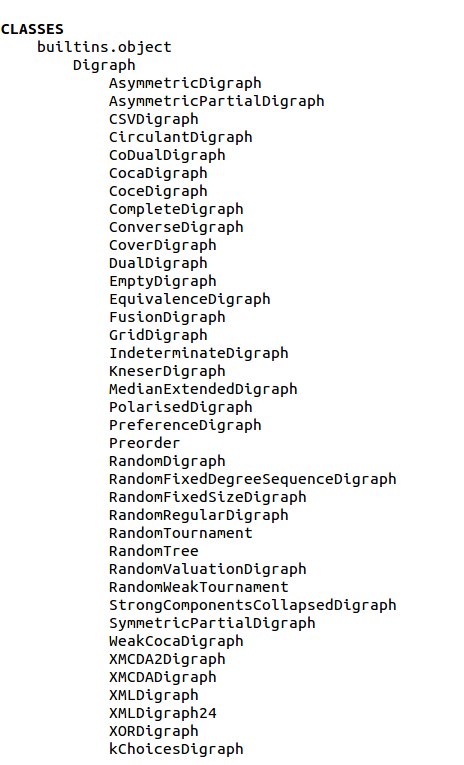 CLASSES
builtins.object
Digraph
AsymmetricDigraph
AsymmetricPartialDigraph
CSVDigraph
CirculantDigraph
CoDualDigraph
CocaDigraph
CoceDigraph
CompleteDigraph
ConverseDigraph
CoverDigraph
DualDigraph
EmptyDigraph
EquivalenceDigraph
FusionDigraph
GridDigraph
IndeterminateDigraph
KneserDigraph
MedianExtendedDigraph
PolarisedDigraph
PreferenceDigraph
Preorder
RandomDigraph
RandomFixedDegreeSequenceDigraph
RandomFixedSizeDigraph
RandomRegularDigraph
RandomTournament
RandomTree
RandomValuationDigraph
RandomWeakTournament
StrongComponentsCollapsedDigraph
SymmetricPartialDigraph
WeakCocaDigraph
XMCDA2Digraph
XMCDADigraph
XMLDigraph
XMLDigraph24
XORDigraph
kChoicesDigraph